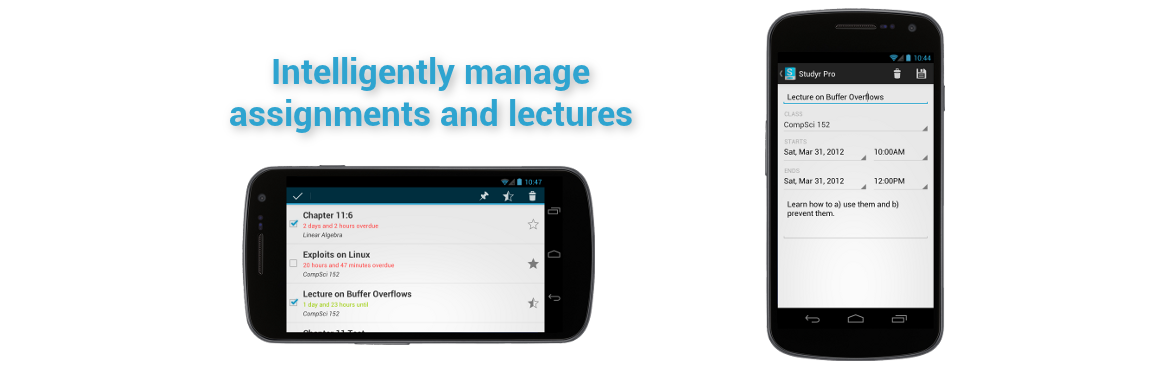 Intelligently manage
assignments and lectures
10:47
Chapter 11:6
2 days and 2 hours overdue
Linear Algebra
Exploits on Linux
20 hours and 47 minutes overdue
CompSci 152
Lecture on Buffer Overflows
1 day and 23 hours until
CompSci 152
Chapter 11 Test
10:44
Studyr Pro
Lecture on Buffer Overflows
CLASS
CompSci 152
STARTS
Sat, Mar 31, 2012 10:00AM
ENDS
Sat, Mar 31, 2012 12:00PM
Learn how to a) use them and b)
prevent them.